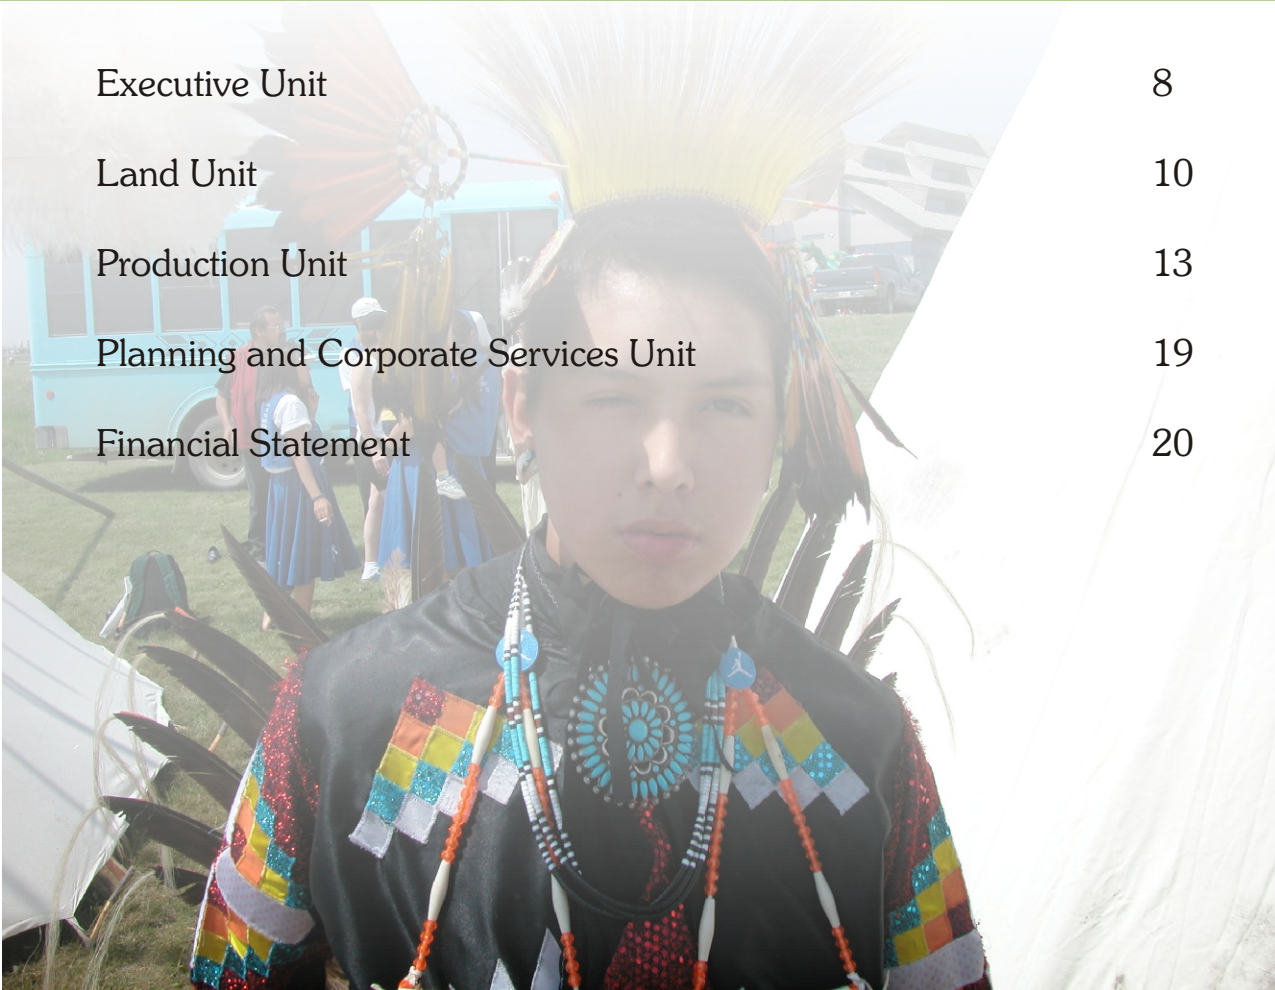 Executive Unit 8
Land Unit 10
Production Unit 13
Planning and Corporate Services Unit 19
Financial Statement 20